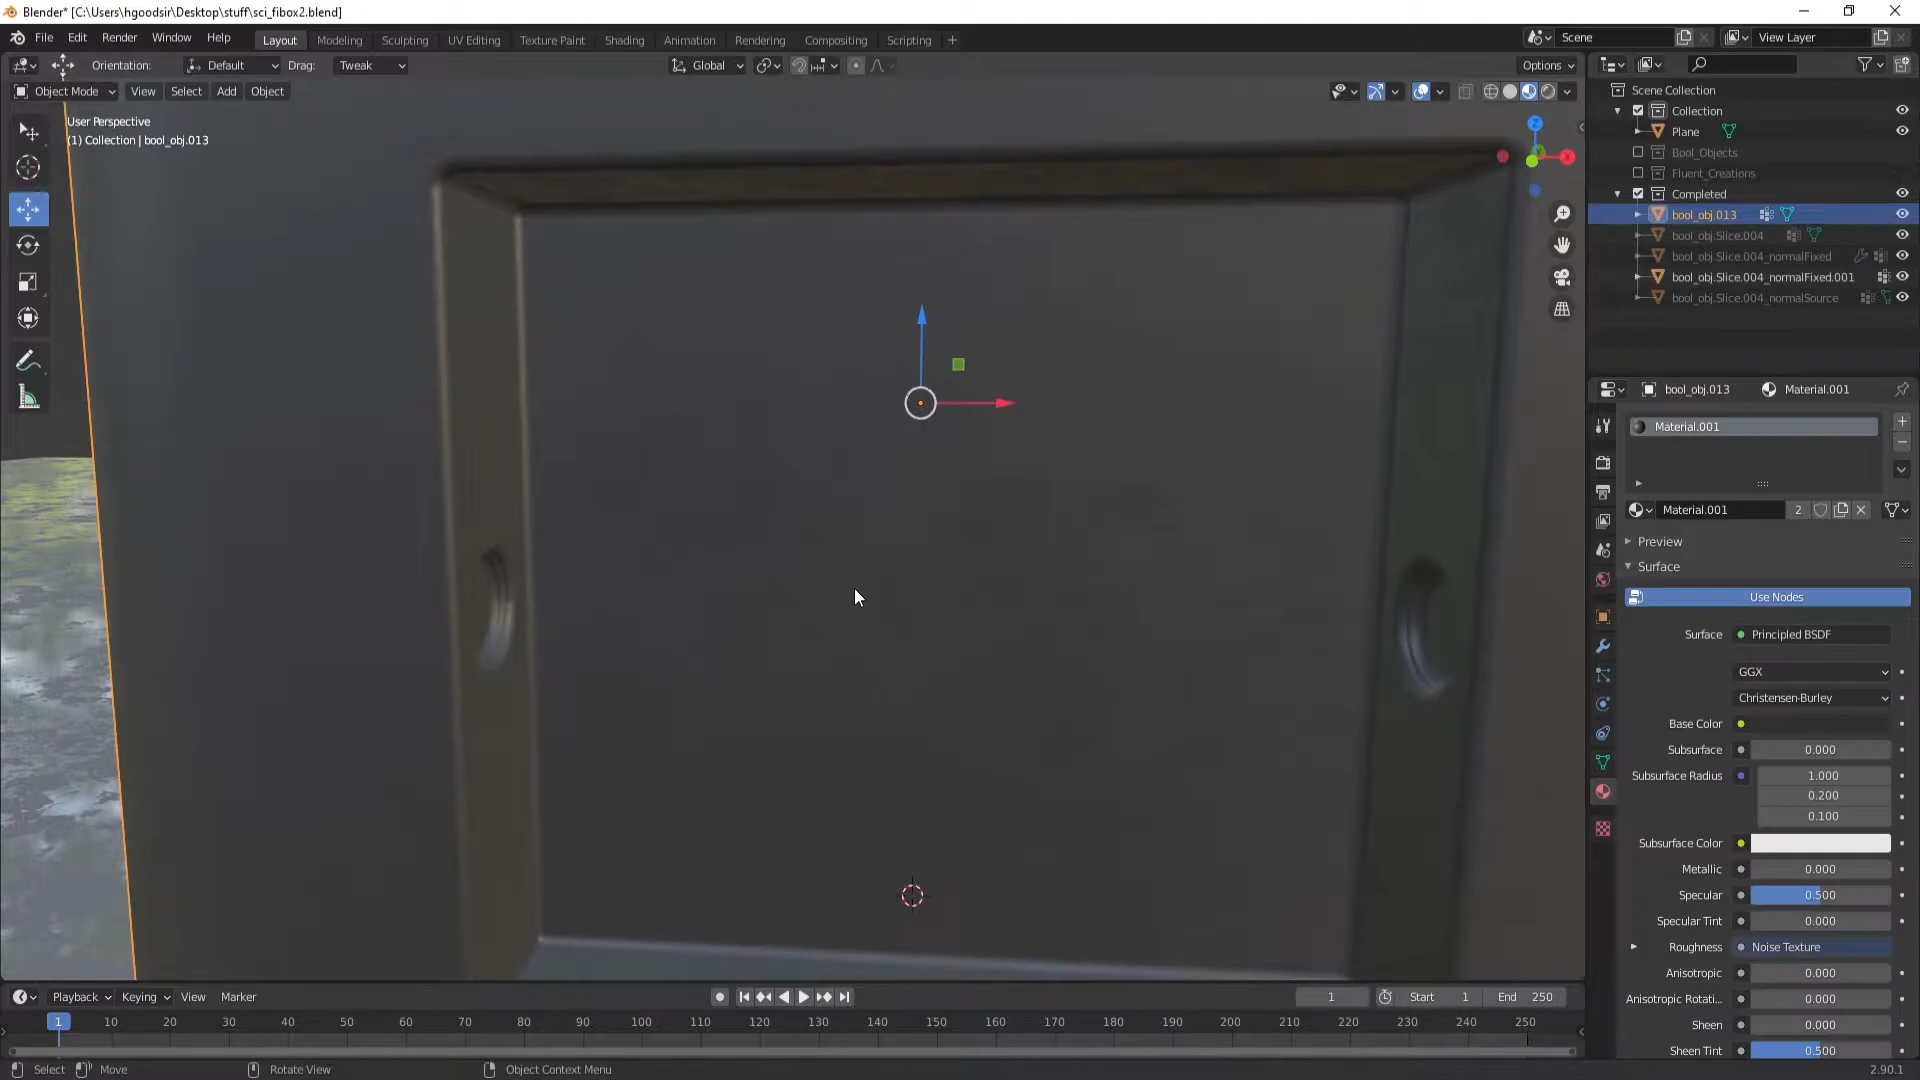 Blender* [C:\Users\hgoodsir\Desktop\stuff\sci_fibox2.blend]
File Edit Render Window Help Layout Modeling Sculpting UV Editing Texture Paint Shading Animation Rendering Compositing Scripting + Scene View Layer
Orientation: Default Drag: Tweak Global Options
Object Mode View Select Add Object
User Perspective
(1) Collection | bool_obj.013
Z
X
Scene Collection
Collection
Plane
Bool_Objects
Fluent_Creations
Completed
bool_obj.013
bool_obj.Slice.004
bool_obj.Slice.004_normalFixed
bool_obj.Slice.004_normalFixed.001
bool_obj.Slice.004_normalSource
bool_obj.013 Material.001
Material.001
Material.001 2
Preview
Surface
Use Nodes
Surface Principled BSDF
GGX
Christensen-Burley
Base Color
Subsurface 0.000
Subsurface Radius 1.000
0.200
0.100
Subsurface Color
Metallic 0.000
Specular 0.500
Specular Tint 0.000
Roughness Noise Texture
Anisotropic 0.000
Anisotropic Rotati... 0.000
Sheen 0.000
Sheen Tint 0.500
Playback Keying View Marker 1 Start 1 End 250
1 10 20 30 40 50 60 70 80 90 100 110 120 130 140 150 160 170 180 190 200 210 220 230 240 250
Select Move Rotate View Object Context Menu 2.90.1